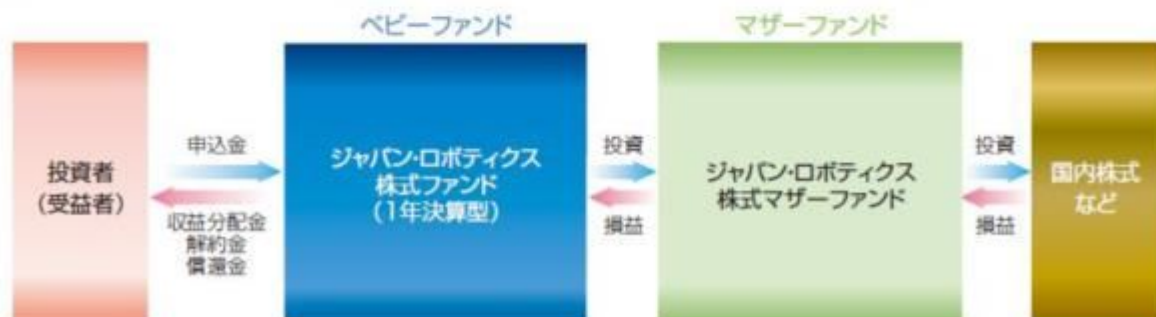 ベビーファンド
マザーファンド
投資者
（受益者）
申込金
収益分配金
解約金
償還金
ジャパン・ロボティクス
株式ファンド
（1年決算型）
投資
損益
ジャパン・ロボティクス
株式マザーファンド
投資
損益
国内株式
など